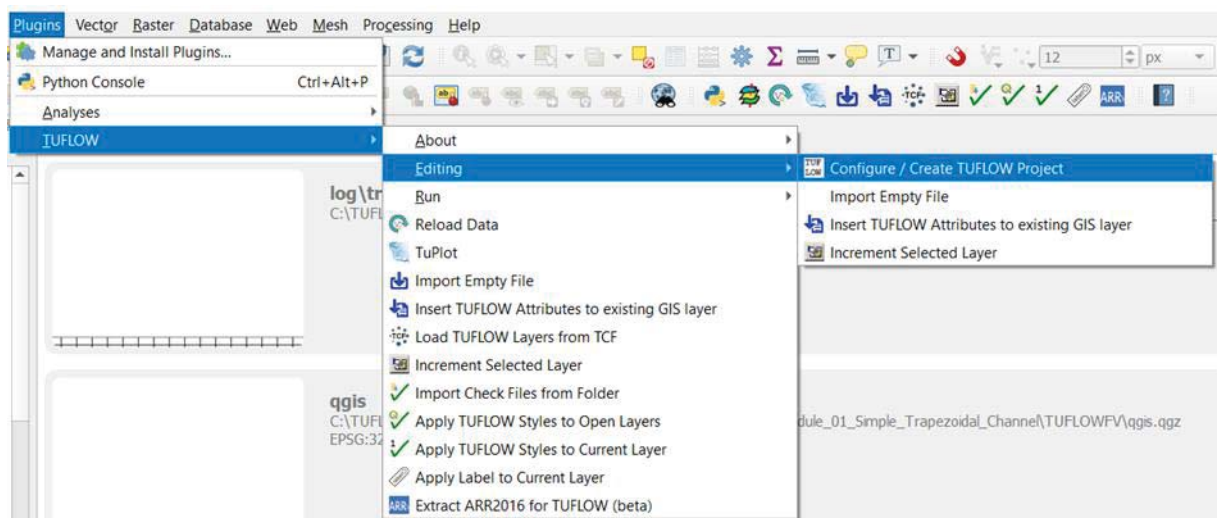 Plugins Vector Raster Database Web Mesh Processing Help
Manage and Install Plugins...
Python Console Ctrl+Alt+P
Analyses
TUFLOW
12 px
TCF
ARR
About
Editing
Run
Reload Data
TuPlot
Import Empty File
Insert TUFLOW Attributes to existing GIS layer
Load TUFLOW Layers from TCF
Increment Selected Layer
Import Check Files from Folder
Apply TUFLOW Styles to Open Layers
Apply TUFLOW Styles to Current Layer
Apply Label to Current Layer
Extract ARR2016 for TUFLOW (beta)
Configure / Create TUFLOW Project
Import Empty File
Insert TUFLOW Attributes to existing GIS layer
Increment Selected Layer
log\tr
C:\TUFL
qgis
C:\TUFL dule_01_Simple_Trapezoidal_Channel\TUFLOWFV\qgis.qgz
EPSG:32